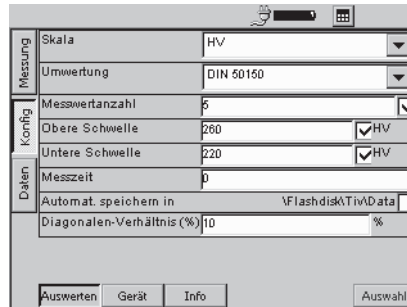 Messung
Konfig
Daten
Skala HV
Umwertung DIN 50150
Messwertanzahl 5
Obere Schwelle 260 HV
Untere Schwelle 220 HV
Messzeit 0
Automat. speichern in \Flashdisk\Tiv\Data
Diagonalen-Verhältnis (%) 10 %
Auswerten Gerät Info Auswahl